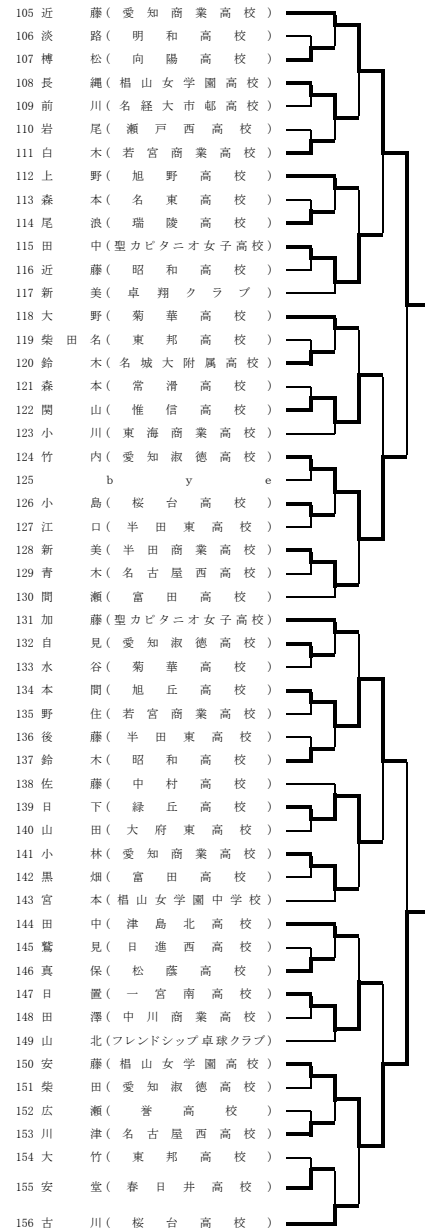 105 近藤(愛知商業高校)
106 淡路(明和高校)
107 榑松(向陽高校)
108 長縄(椙山女学園高校)
109 前川(名経大市邨高校)
110 岩尾(瀬戸西高校)
111 白木(若宮商業高校)
112 上野(旭野高校)
113 森本(名東高校)
114 尾浪(瑞陵高校)
115 田中(聖カピタニオ女子高校)
116 近藤(昭和高校)
117 新美(卓翔クラブ)
118 大野(菊華高校)
119 柴田名(東邦高校)
120 鈴木(名城大附属高校)
121 森本(常滑高校)
122 関山(惟信高校)
123 小川(東海商業高校)
124 竹内(愛知淑徳高校)
125 bye
126 小島(桜台高校)
127 江口(半田東高校)
128 新美(半田商業高校)
129 青木(名古屋西高校)
130 間瀬(富田高校)
131 加藤(聖カピタニオ女子高校)
132 自見(愛知淑徳高校)
133 水谷(菊華高校)
134 本間(旭丘高校)
135 野住(若宮商業高校)
136 後藤(半田東高校)
137 鈴木(昭和高校)
138 佐藤(中村高校)
139 日下(緑丘高校)
140 山田(大府東高校)
141 小林(愛知商業高校)
142 黒畑(富田高校)
143 宮本(椙山女学園中学校)
144 田中(津島北高校)
145 鷲見(日進西高校)
146 真保(松蔭高校)
147 日置(一宮南高校)
148 田澤(中川商業高校)
149 山北(フレンドシップ卓球クラブ)
150 安藤(椙山女学園高校)
151 柴田(愛知淑徳高校)
152 広瀬(誉高校)
153 川津(名古屋西高校)
154 大竹(東邦高校)
155 安堂(春日井高校)
156 古川(桜台高校)